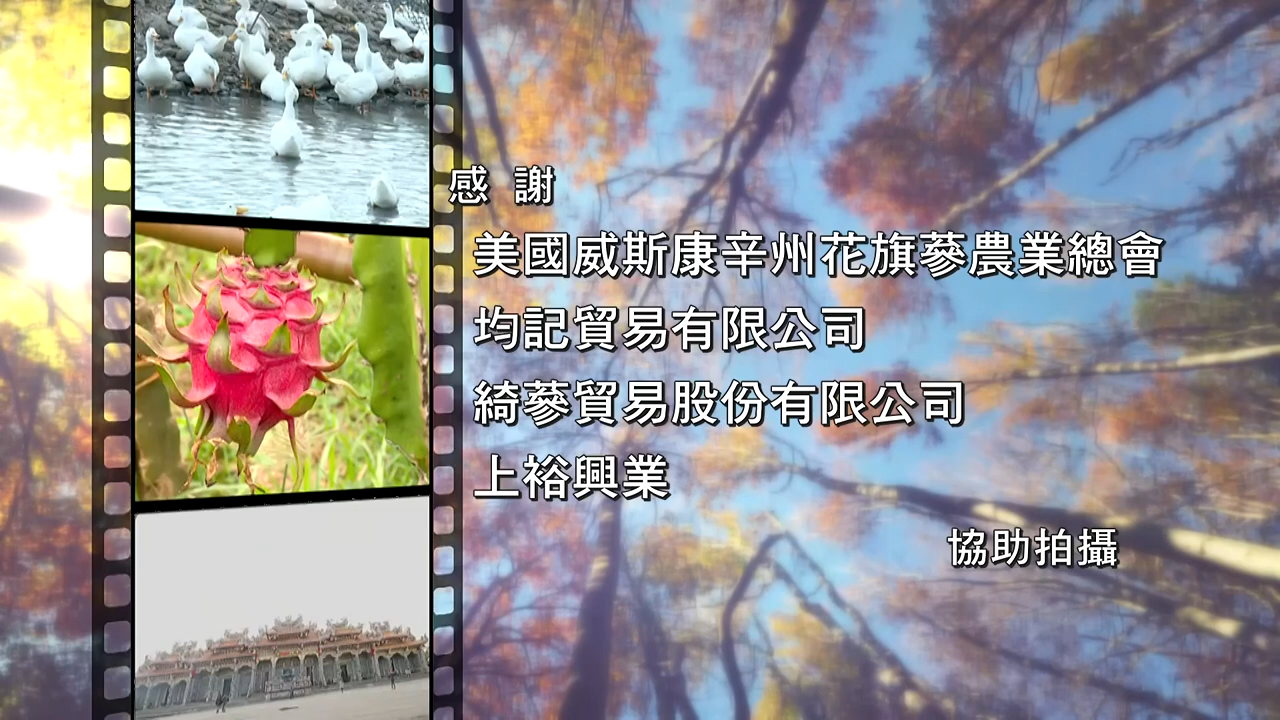 感 謝
美國威斯康辛州花旗蔘農業總會
均記貿易有限公司
綺蔘貿易股份有限公司
上裕興業
協助拍攝